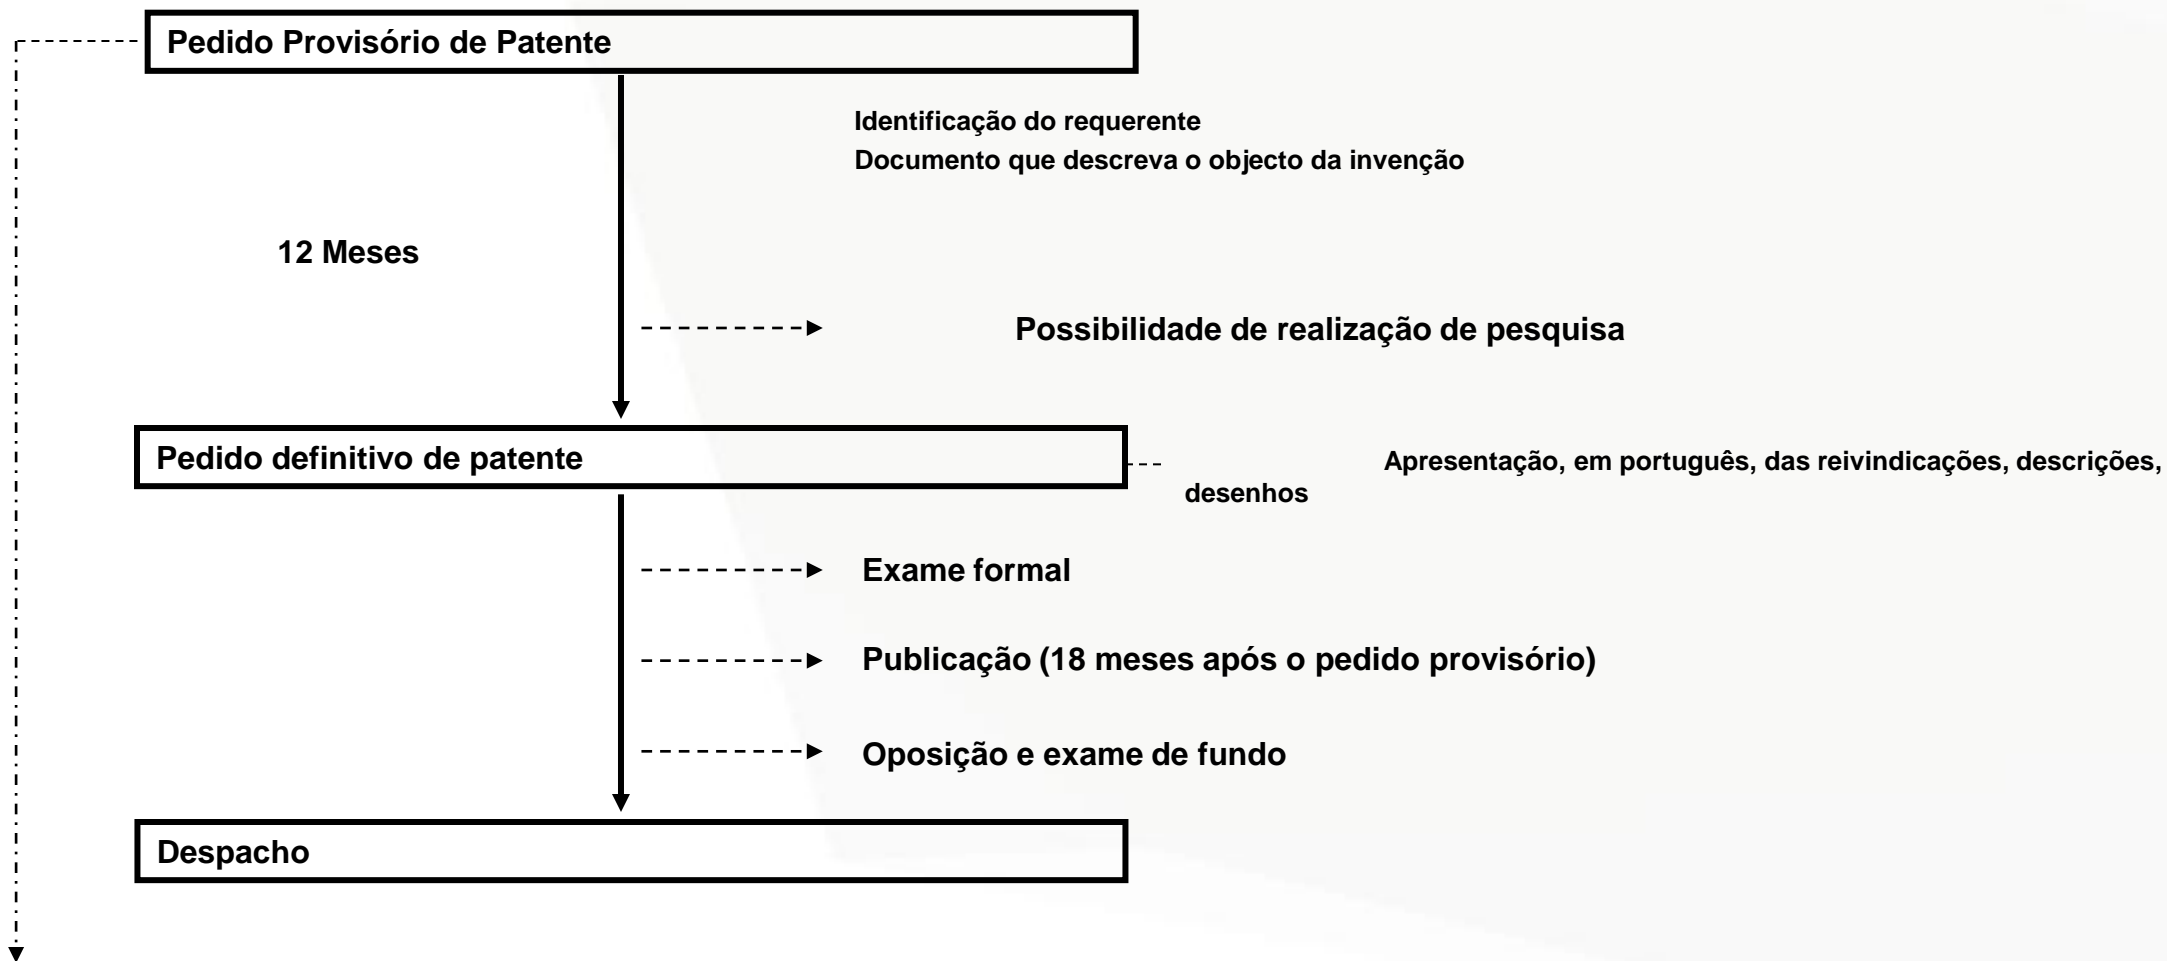 Pedido Provisório de Patente
Identificação do requerente
Documento que descreva o objecto da invenção
12 Meses
Possibilidade de realização de pesquisa
Pedido definitivo de patente
Apresentação, em português, das reivindicações, descrições,
desenhos
Exame formal
Publicação (18 meses após o pedido provisório)
Oposição e exame de fundo
Despacho